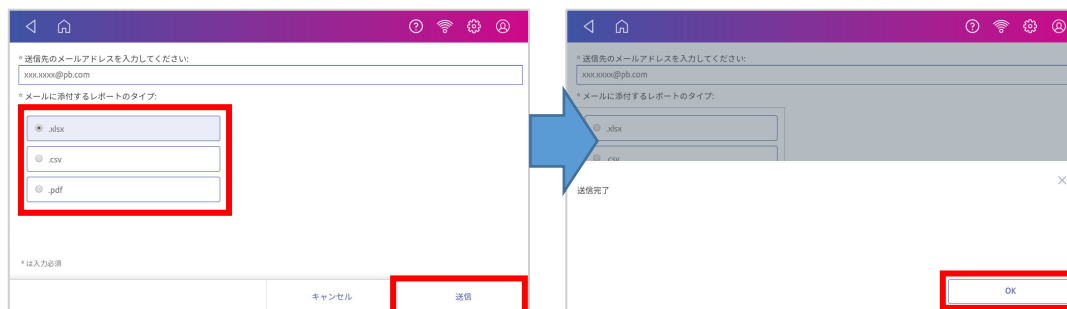 * 送信先のメールアドレスを入力してください:
xxx.xxxx@pb.com
* メールに添付するレポートのタイプ:
.xlsx
.csv
.pdf
* は入力必須
キャンセル
送信
* 送信先のメールアドレスを入力してください:
xxx.xxxx@pb.com
* メールに添付するレポートのタイプ:
.xlsx
.csv
送信完了
OK